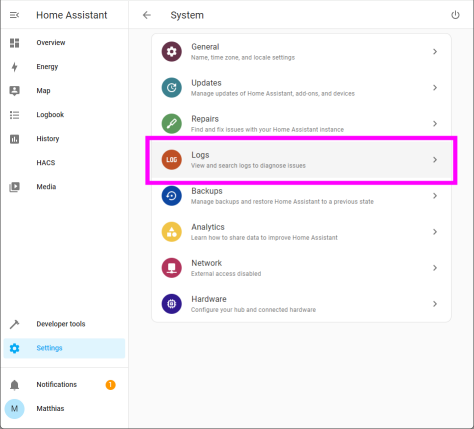 Home Assistant
System
Overview
Energy
Map
Logbook
History
HACS
Media
Developer tools
Settings
Notifications
1
M
Matthias
General
Name, time zone, and locale settings
Updates
Manage updates of Home Assistant, add-ons, and devices
Repairs
Find and fix issues with your Home Assistant instance
LOG
Logs
View and search logs to diagnose issues
Backups
Manage backups and restore Home Assistant to a previous state
Analytics
Learn how to share data to improve Home Assistant
Network
External access disabled
Hardware
Configure your hub and connected hardware